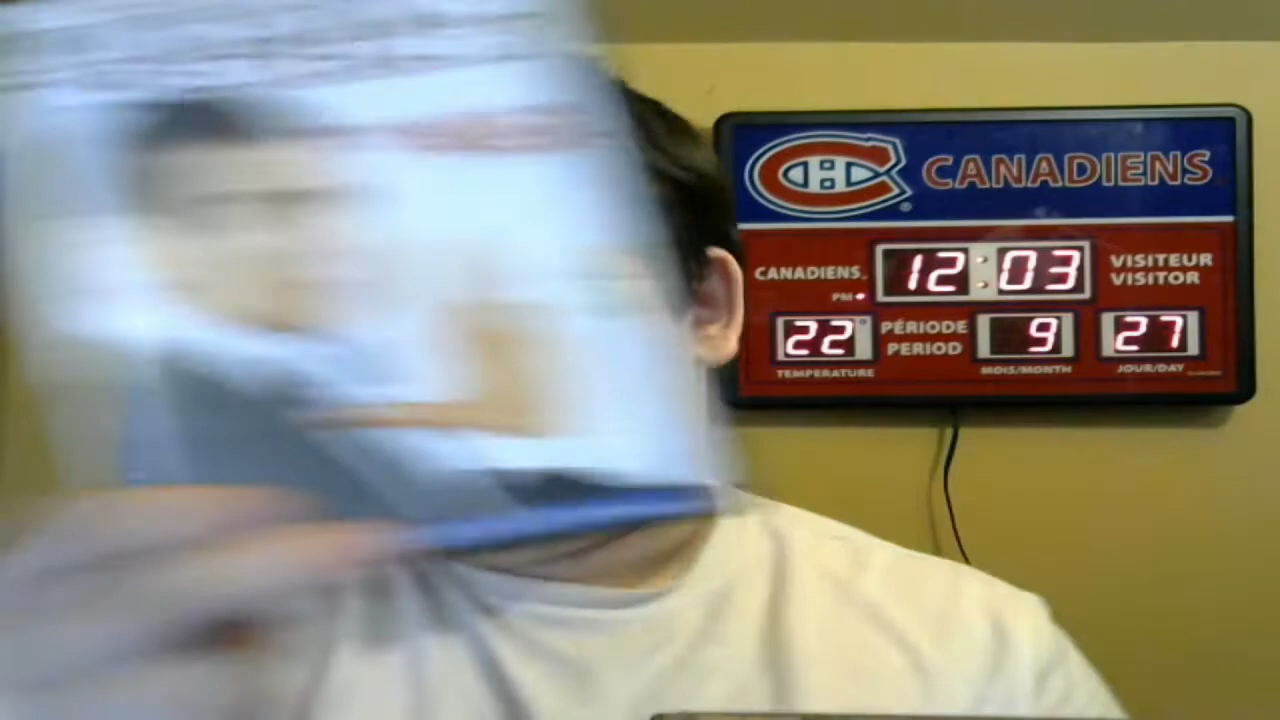 CANADIENS
CANADIENS
12:03
VISITEUR
VISITOR
PM
22°
PÉRIODE
PERIOD
9
27
TEMPERATURE
MOIS/MONTH
JOUR/DAY